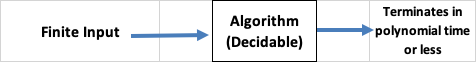 Finite Input
Algorithm
(Decidable)
Terminates in
polynomial time
or less